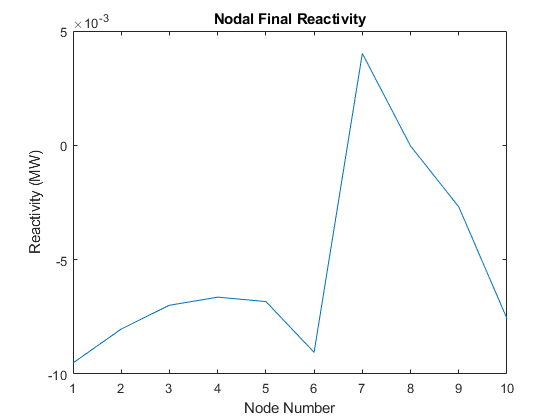 Nodal Final Reactivity
×10-3
5
0
-5
-10
Reactivity (MW)
1 2 3 4 5 6 7 8 9 10
Node Number